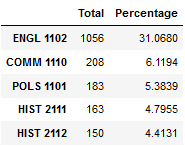 Total Percentage
ENGL 1102 1056 31.0680
COMM 1110 208 6.1194
POLS 1101 183 5.3839
HIST 2111 163 4.7955
HIST 2112 150 4.4131